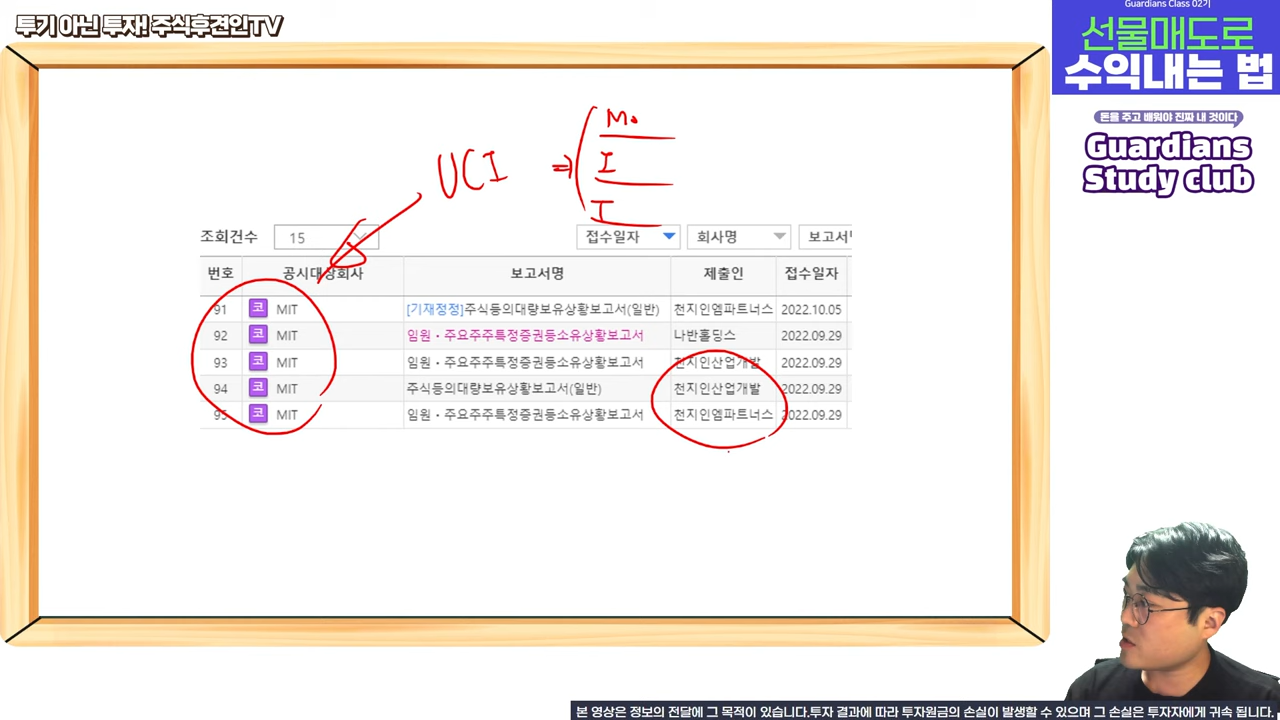 투기 아닌 투자! 주식후견인TV
Guardians Class 02기
선물매도로
수익내는 법
돈을 주고 배워야 진짜 내 것이다
Guardians
Study club
M.
UCI ⇒ I
I
조회건수 15 접수일자 회사명 보고서명
번호 공시대상회사 보고서명 제출인 접수일자
91 코 MIT [기재정정]주식등의대량보유상황보고서(일반) 천지인엠파트너스 2022.10.05
92 코 MIT 임원ㆍ주요주주특정증권등소유상황보고서 나반홀딩스 2022.09.29
93 코 MIT 임원ㆍ주요주주특정증권등소유상황보고서 천지인산업개발 2022.09.29
94 코 MIT 주식등의대량보유상황보고서(일반) 천지인산업개발 2022.09.29
95 코 MIT 임원ㆍ주요주주특정증권등소유상황보고서 천지인엠파트너스 2022.09.29
본 영상은 정보의 전달에 그 목적이 있습니다.투자 결과에 따라 투자원금의 손실이 발생할 수 있으며 그 손실은 투자자에게 귀속 됩니다.